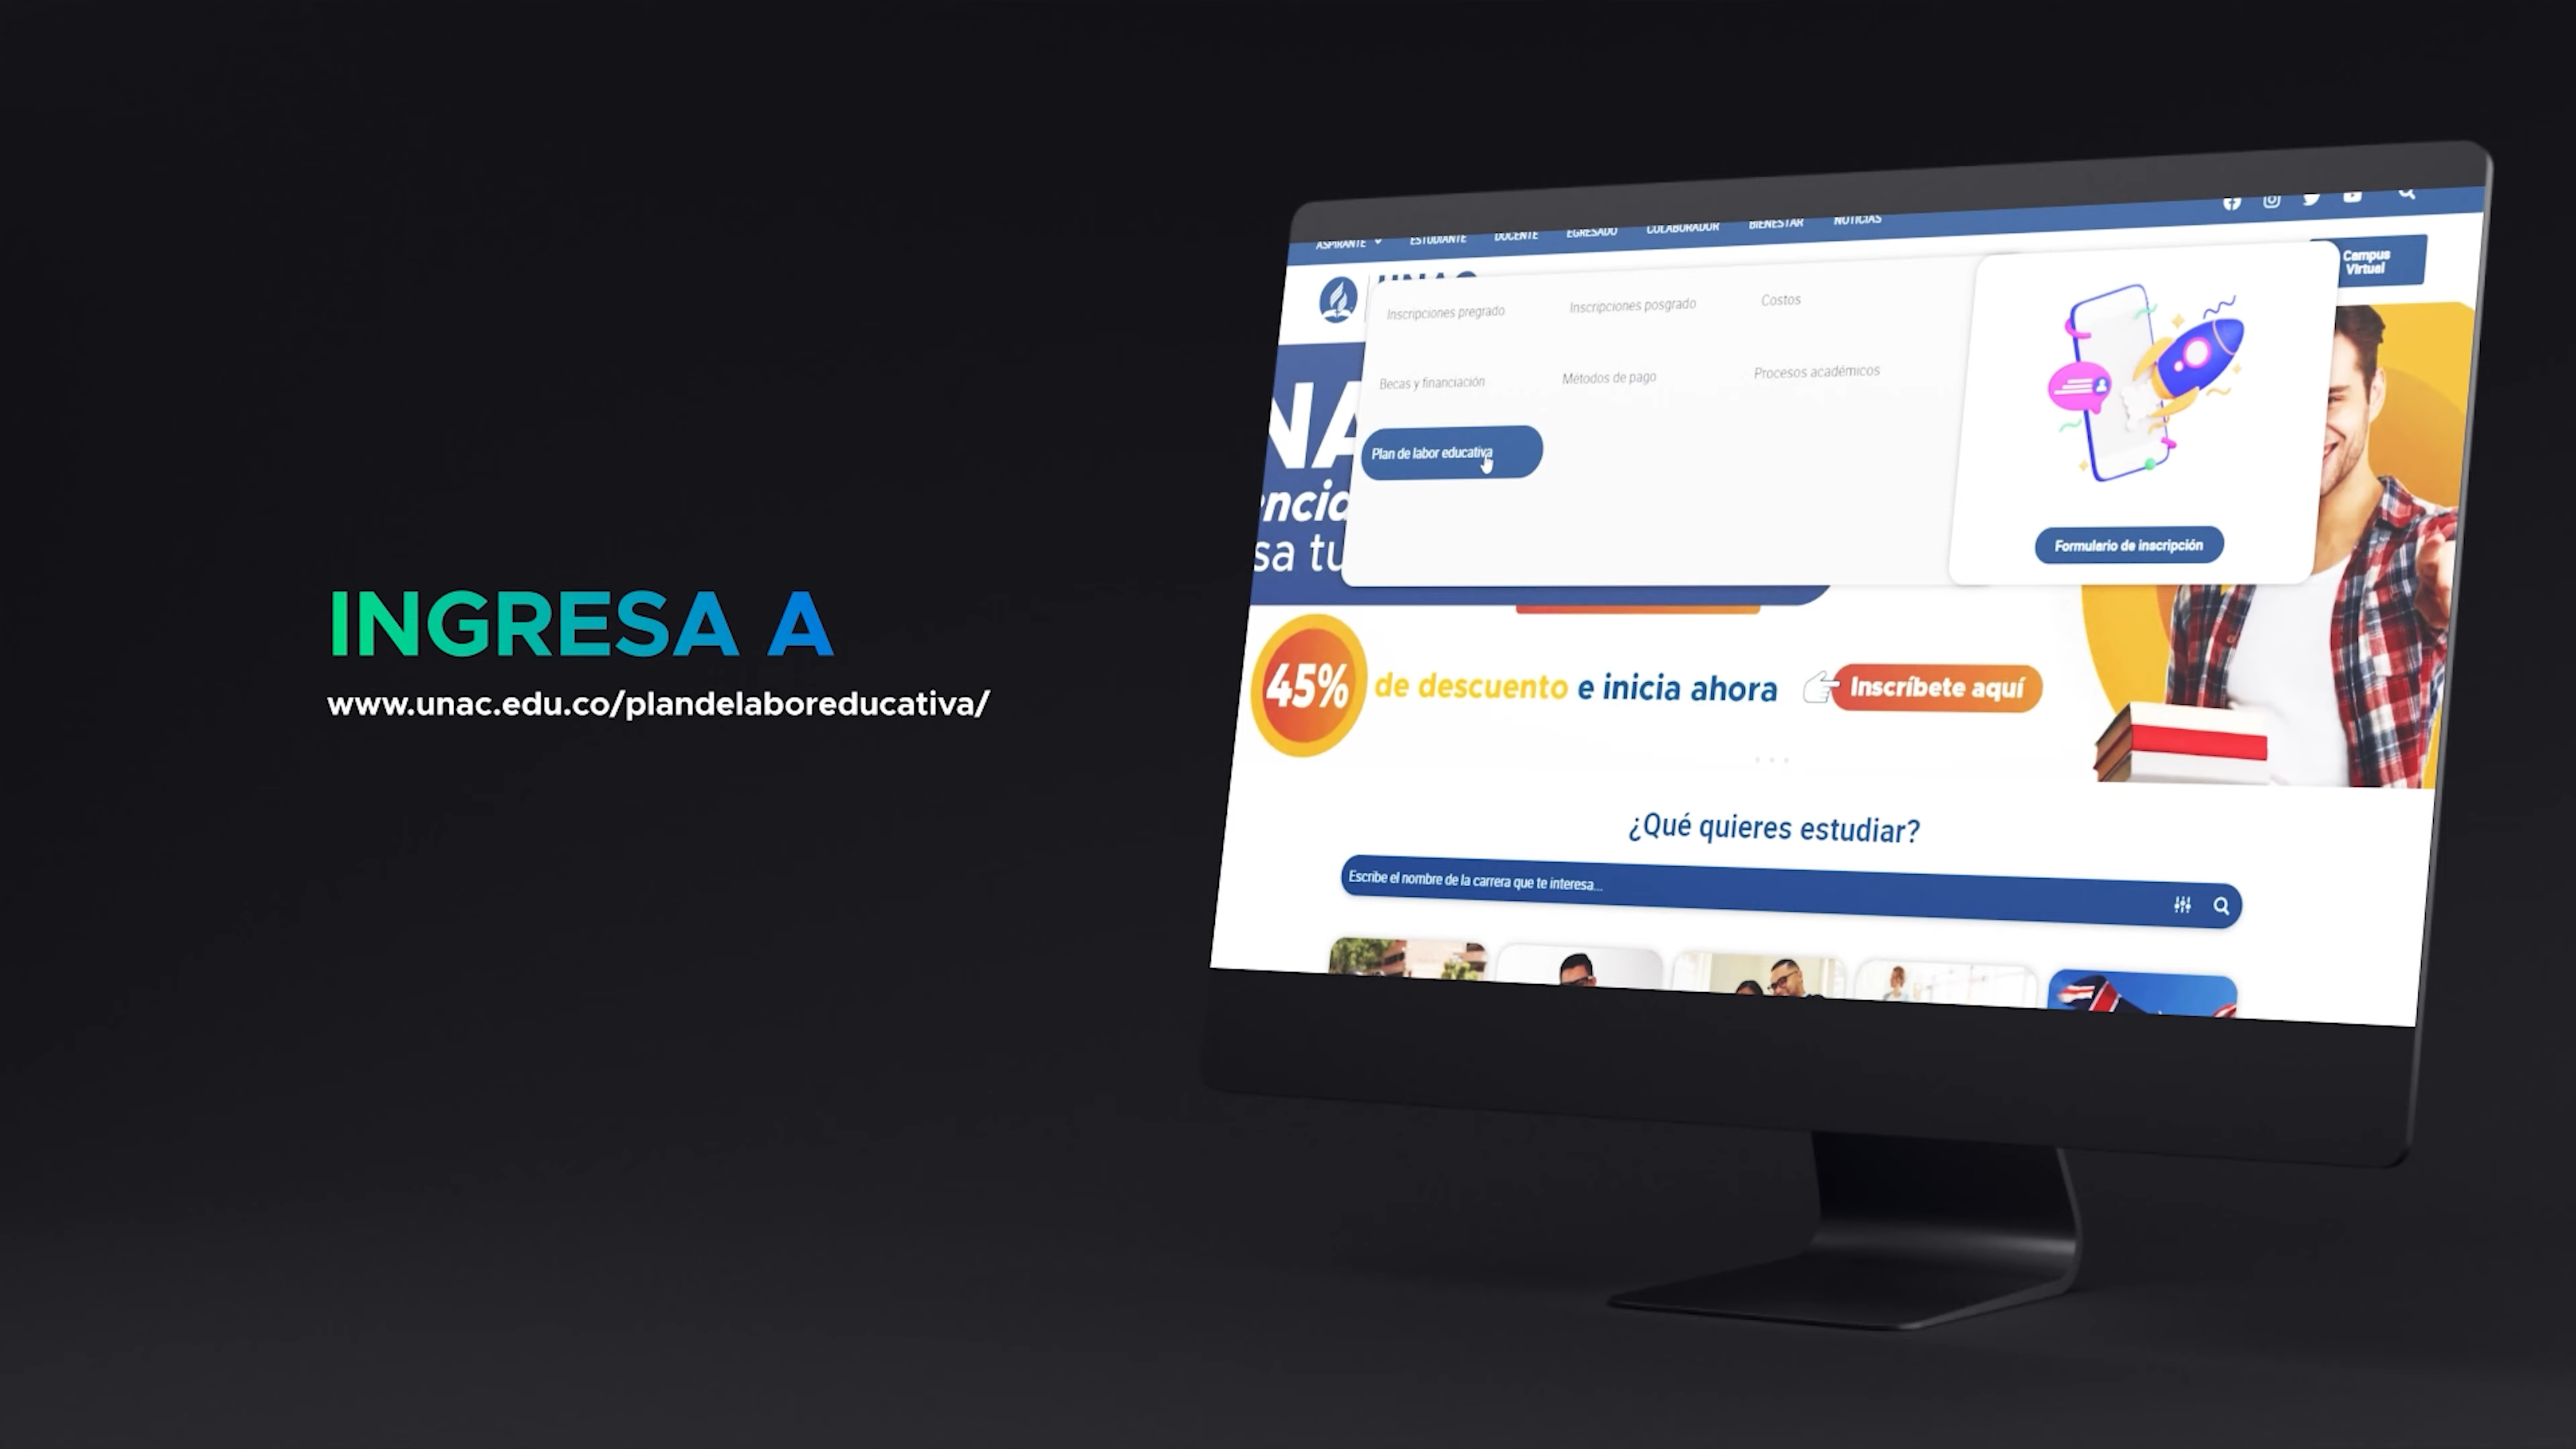 INGRESA A
www.unac.edu.co/plandelaboreducativa/
ASPIRANTE ESTUDIANTE DOCENTE EGRESADO COLABORADOR BIENESTAR NOTICIAS
UNAC
Campus
Virtual
Inscripciones pregrado Inscripciones posgrado Costos
Becas y financiación Métodos de pago Procesos académicos
Plan de labor educativa
Formulario de inscripción
45% de descuento e inicia ahora Inscríbete aquí
¿Qué quieres estudiar?
Escribe el nombre de la carrera que te interesa...